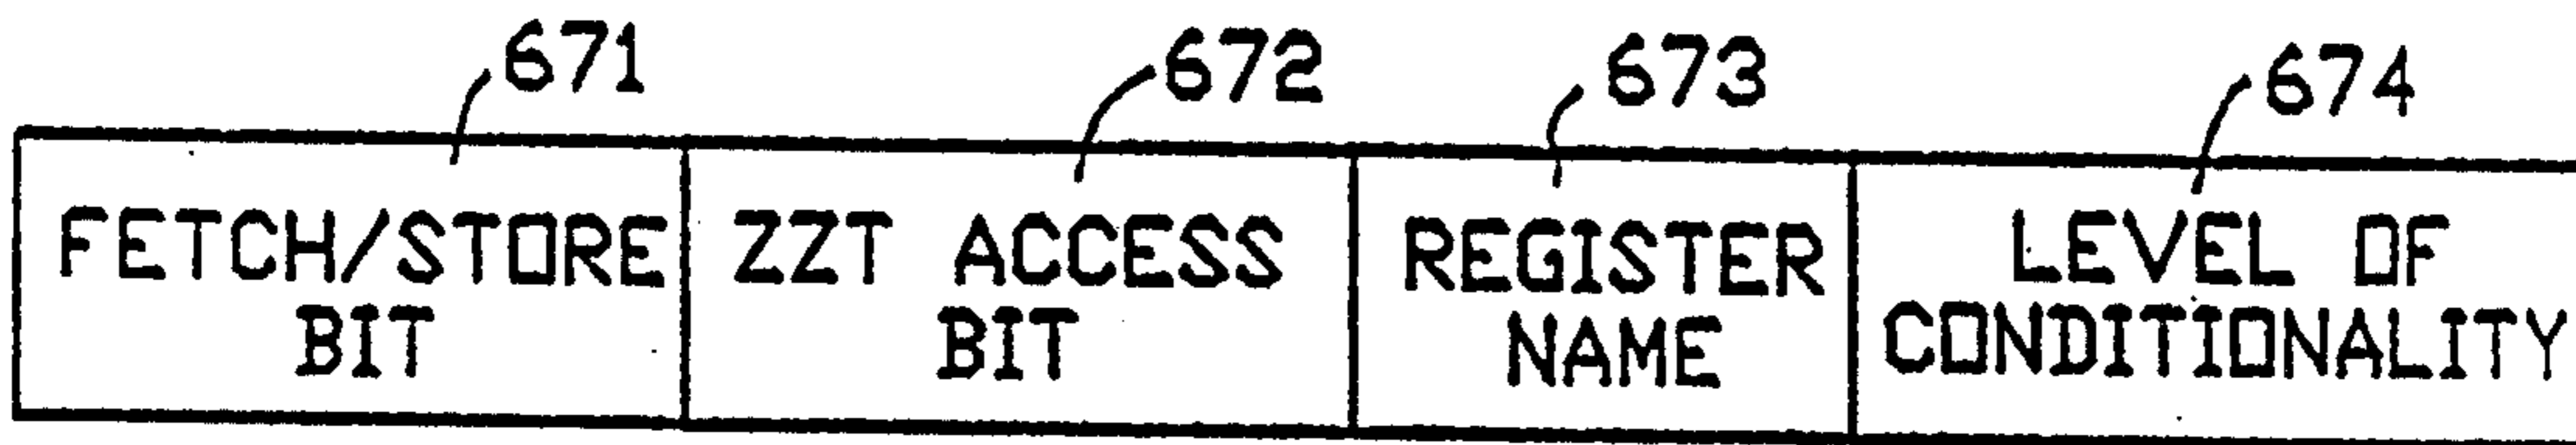 671 672 673 674
FETCH/STORE BIT
ZZT ACCESS BIT
REGISTER NAME
LEVEL OF CONDITIONALITY